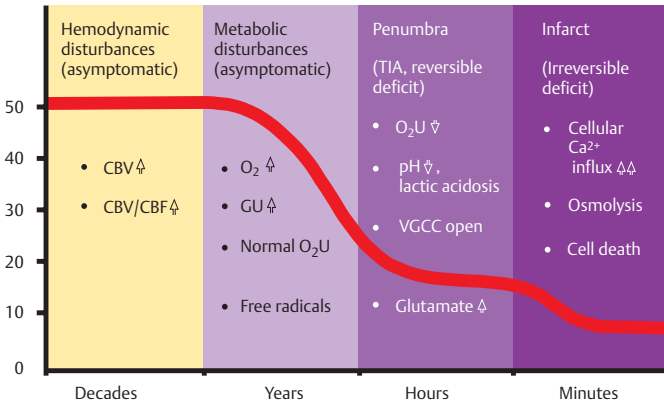 Hemodynamic
disturbances
(asymptomatic)
CBV⇧
CBV/CBF⇧
Metabolic
disturbances
(asymptomatic)
O₂ ⇧
GU⇧
Normal O₂U
Free radicals
Penumbra
(TIA, reversible
deficit)
O₂U ⇩
pH⇩,
lactic acidosis
VGCC open
Glutamate⇧
Infarct
(Irreversible
deficit)
Cellular
Ca²⁺
influx⇧⇧
Osmolysis
Cell death
50
40
30
20
10
0
Decades
Years
Hours
Minutes